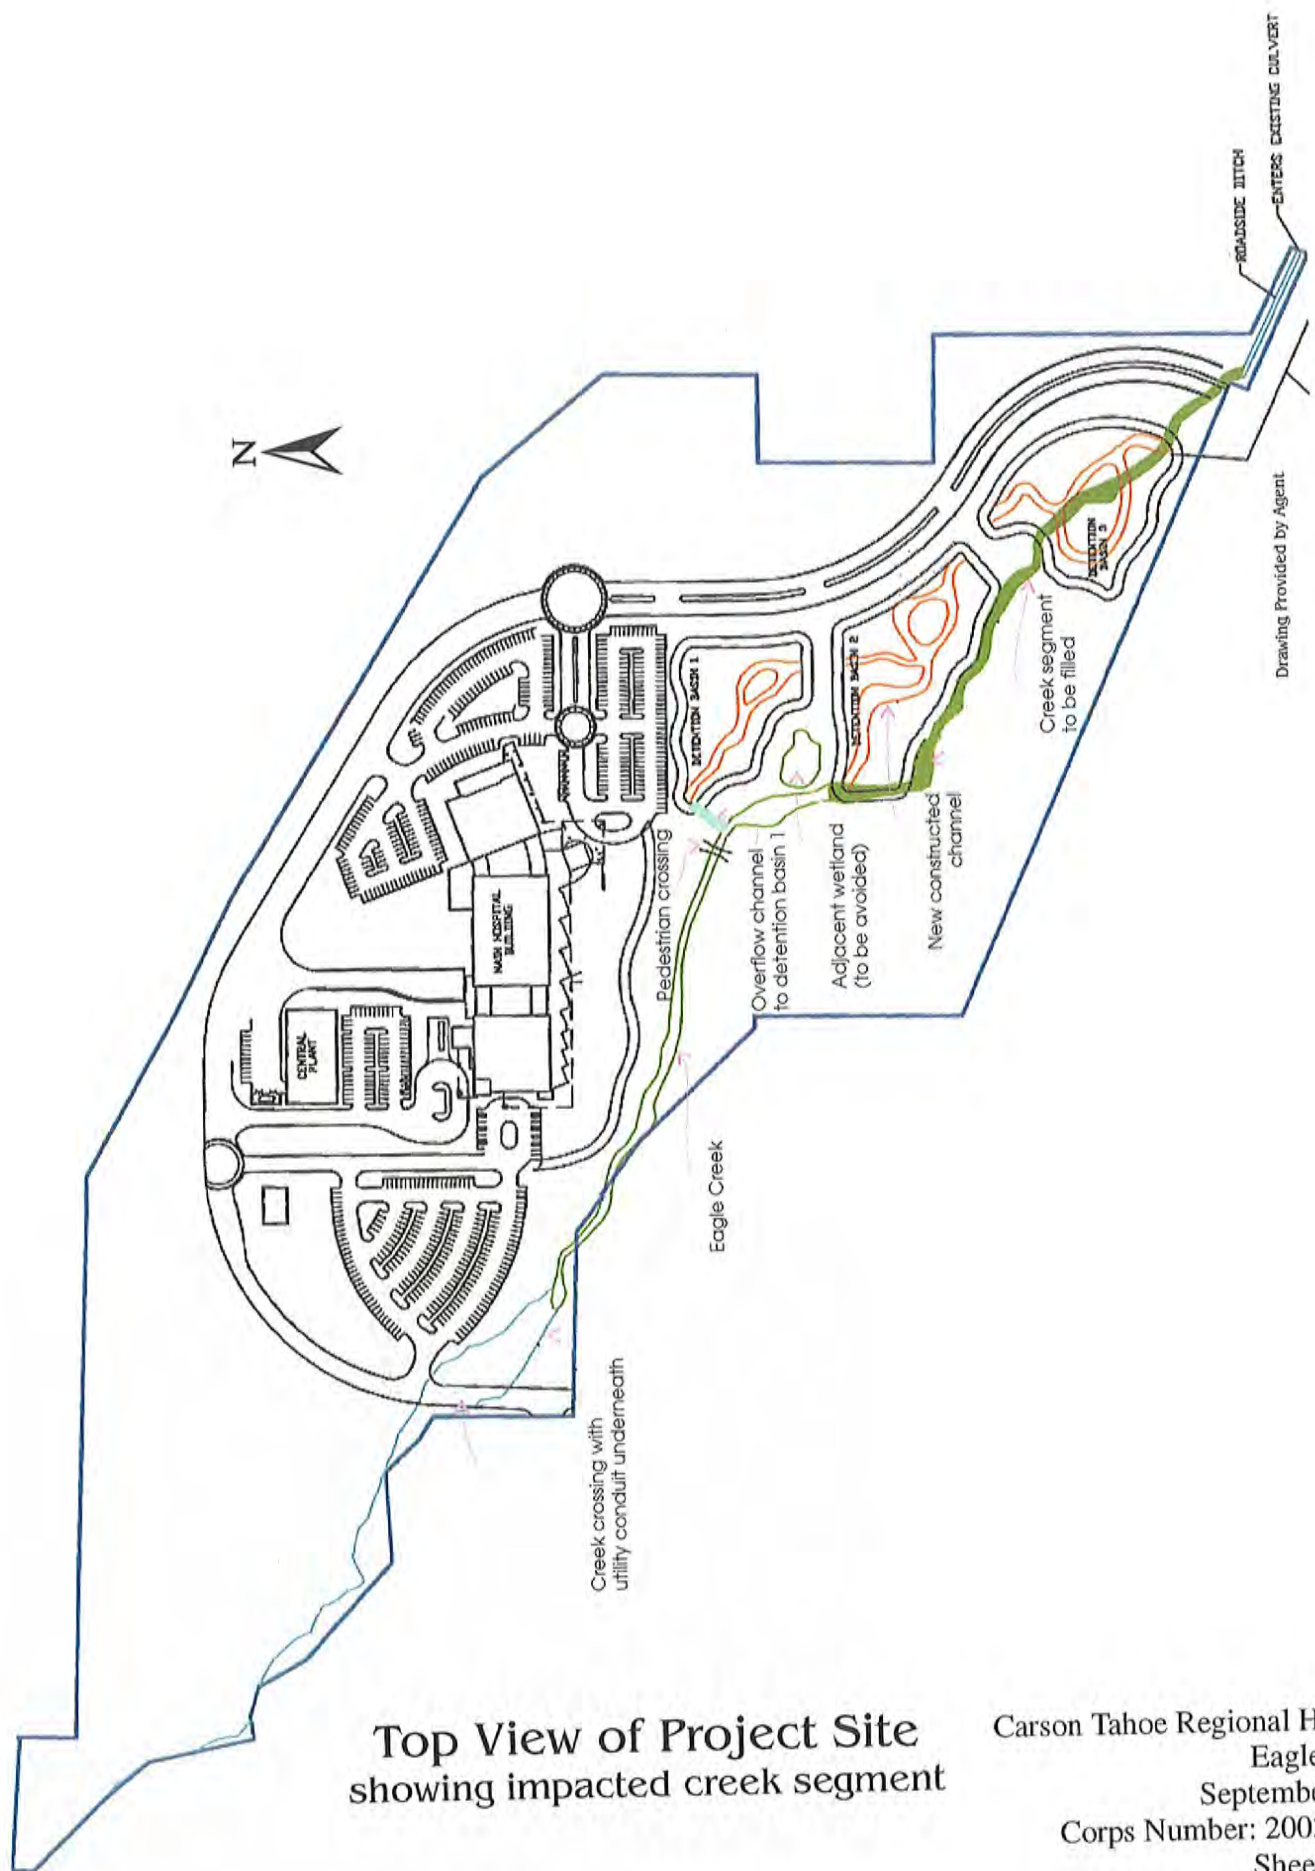 N
ROADSIDE DITCH
ENTERS EXISTING CULVERT
CENTRAL
PLANT
MAIN HOSPITAL
BUILDING
DETENTION BASIN 1
DETENTION BASIN 2
DETENTION
BASIN 3
Pedestrian crossing
Overflow channel
to detention basin 1
Adjacent wetland
(to be avoided)
New constructed
channel
Creek segment
to be filled
Eagle Creek
Creek crossing with
utility conduit underneath
Drawing Provided by Agent
Top View of Project Site
showing impacted creek segment
Carson Tahoe Regional H
Eagle
Septembe
Corps Number: 200
Shee